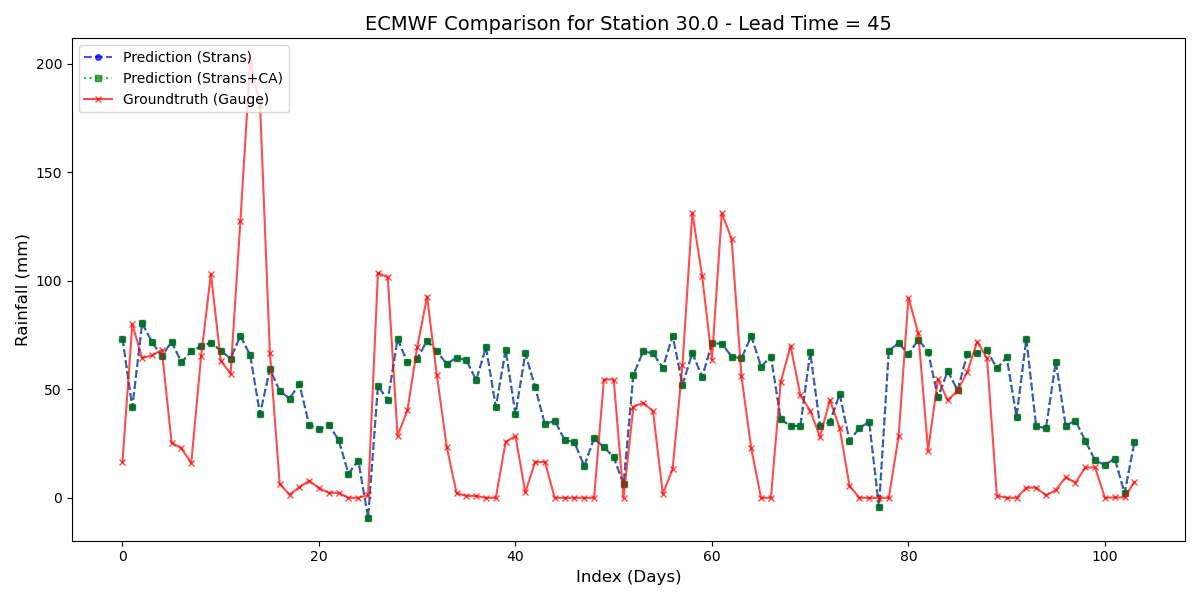 ECMWF Comparison for Station 30.0 - Lead Time = 45
Prediction (Strans)
Prediction (Strans+CA)
Groundtruth (Gauge)
200
150
100
50
0
Rainfall (mm)
0 20 40 60 80 100
Index (Days)